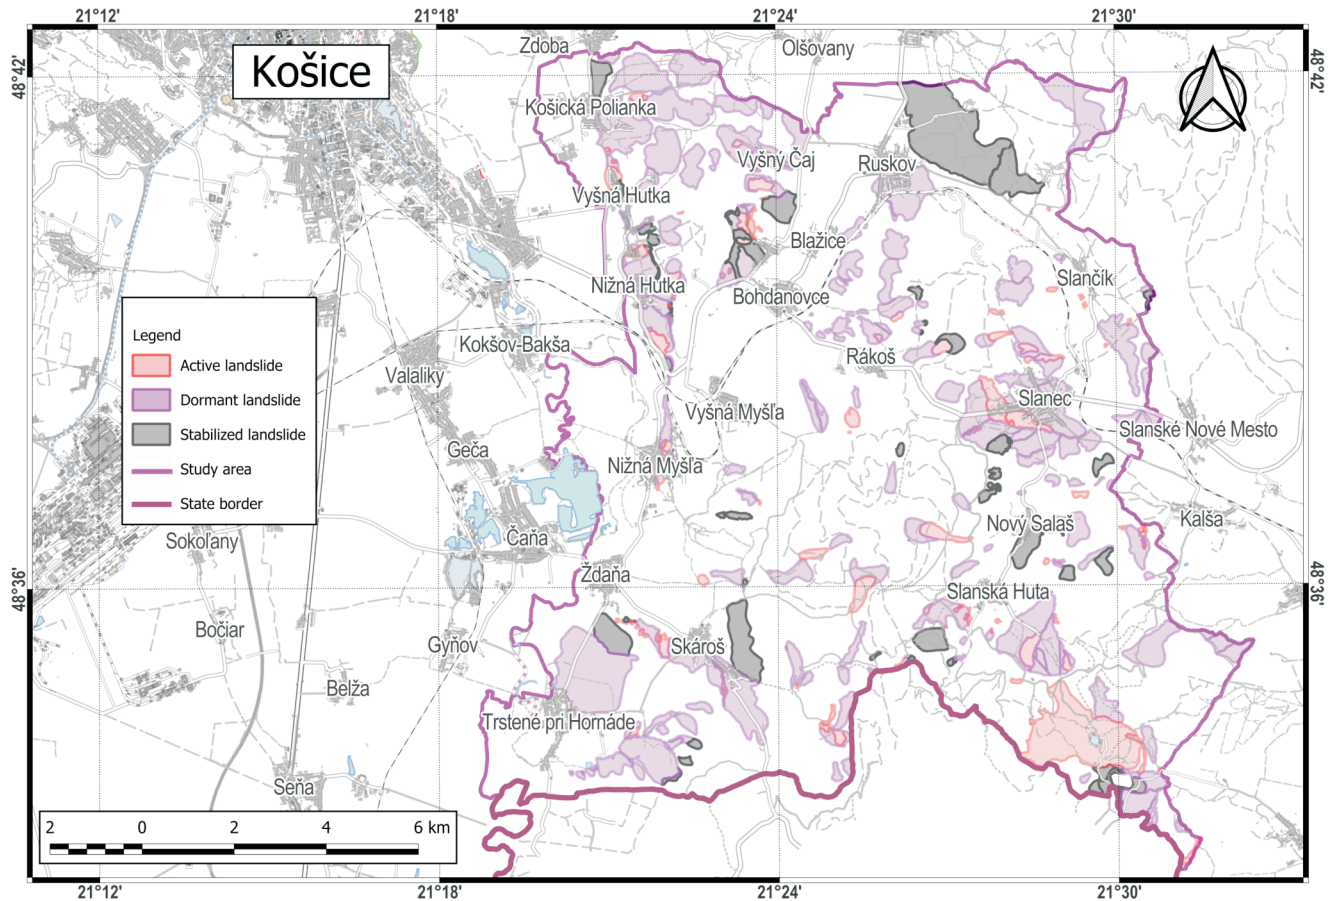 21°12'
21°18'
21°24'
21°30'
48°42'
48°42'
Košice
Ždoba
Olšovany
Košická Polianka
Vyšný Čaj
Ruskov
Vyšná Hutka
Blažice
Nižná Hutka
Bohdanovce
Slančík
Kokšov-Bakša
Rákoš
Valaliky
Vyšná Myšľa
Slanec
Slanské Nové Mesto
Geča
Nižná Myšľa
Kalša
Nový Salaš
Čaňa
Sokoľany
Ždaňa
Slanská Huta
Bočiar
Gyňov
Skároš
Belža
Trstené pri Hornáde
Seňa
Legend
Active landslide
Dormant landslide
Stabilized landslide
Study area
State border
48°36'
48°36'
2 0 2 4 6 km
21°12'
21°18'
21°24'
21°30'